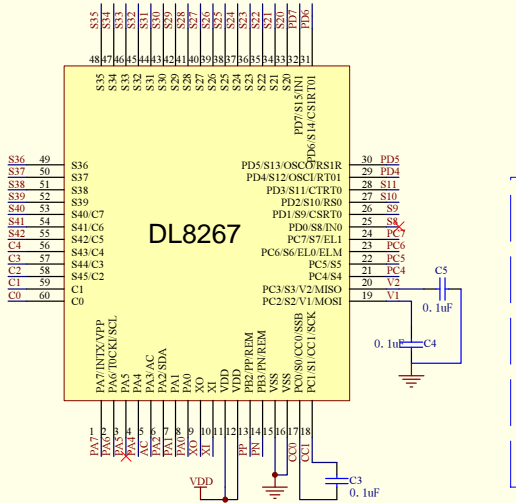 S35 S34 S33 S32 S31 S30 S29 S28 S27 S26 S25 S24 S23 S22 S21 S20 PD7 PD6
48 47 46 45 44 43 42 41 40 39 38 37 36 35 34 33 32 31
S35 S34 S33 S32 S31 S30 S29 S28 S27 S26 S25 S24 S23 S22 S21 S20 PD7/S15/IN1 PD6/S14/CS1RT01
S36 49 S36 PD5/S13/OSCO/RS1R 30 PD5
S37 50 S37 PD4/S12/OSCI/RT01 29 PD4
S38 51 S38 PD3/S11/CTRT0 28 S11
S39 52 S39 PD2/S10/RS0 27 S10
S40 53 S40/C7 PD1/S9/CSRT0 26 S9
S41 54 S41/C6 PD0/S8/IN0 25 S8
S42 55 S42/C5 PC7/S7/EL1 24 PC7
C4 56 S43/C4 PC6/S6/EL0/ELM 23 PC6
C3 57 S44/C3 PC5/S5 22 PC5
C2 58 S45/C2 PC4/S4 21 PC4
C1 59 C1 PC3/S3/V2/MISO 20 V2
C0 60 C0 PC2/S2/V1/MOSI 19 V1
DL8267
C5
0.1uF
0.1uF C4
PA7/INTX/VPP PA6/T0CKI/SCL PA5 PA4 PA3/AC PA2/SDA PA1 PA0 XO XI VDD VDD PB2/PP/REM PB3/PN/REM VSS VSS PC0/S0/CC0/SSB PC1/S1/CC1/SCK
1 2 3 4 5 6 7 8 9 10 11 12 13 14 15 16 17 18
PA7 PA6 PA5 PA4 AC PA2 PA1 PA0 XO XI PP PN CC0 CC1
VDD
C3
0.1uF